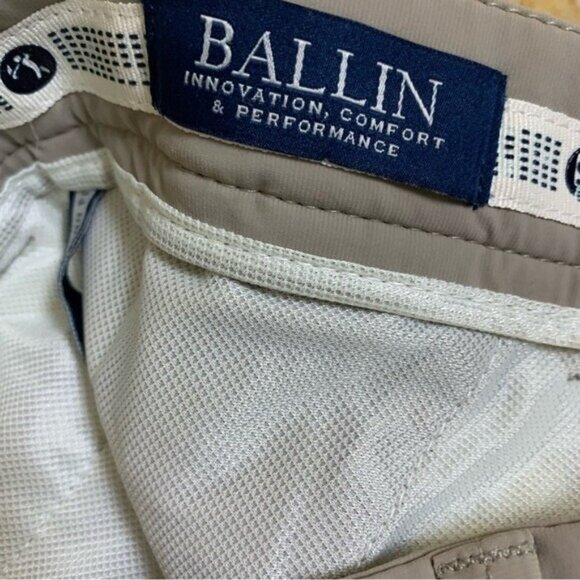 BALLIN
INNOVATION, COMFORT
& PERFORMANCE